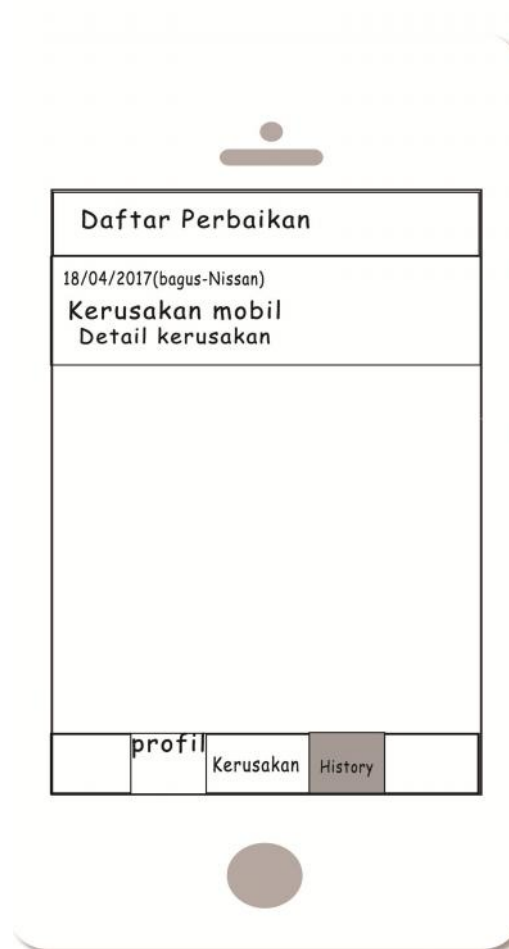 Daftar Perbaikan
18/04/2017(bagus-Nissan)
Kerusakan mobil
Detail kerusakan
profil
Kerusakan
History